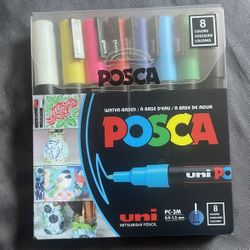 8
COLORS
COULEURS
COLORES
POSCA
WATER-BASED / A BASE D'EAU / A BASE DE AGUA
POSCA
uni PO
uni
MITSUBISHI PENCIL
PC-3M
0.9-1.3 mm
8